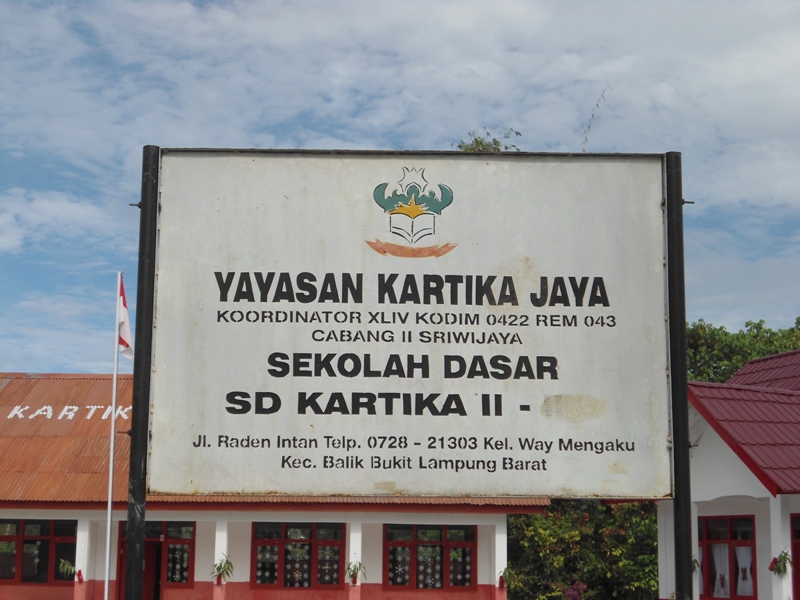 YAYASAN KARTIKA JAYA
KOORDINATOR XLIV KODIM 0422 REM 043
CABANG II SRIWIJAYA
SEKOLAH DASAR
SD KARTIKA II -
Jl. Raden Intan Telp. 0728 - 21303 Kel. Way Mengaku
Kec. Balik Bukit Lampung Barat
KARTIK